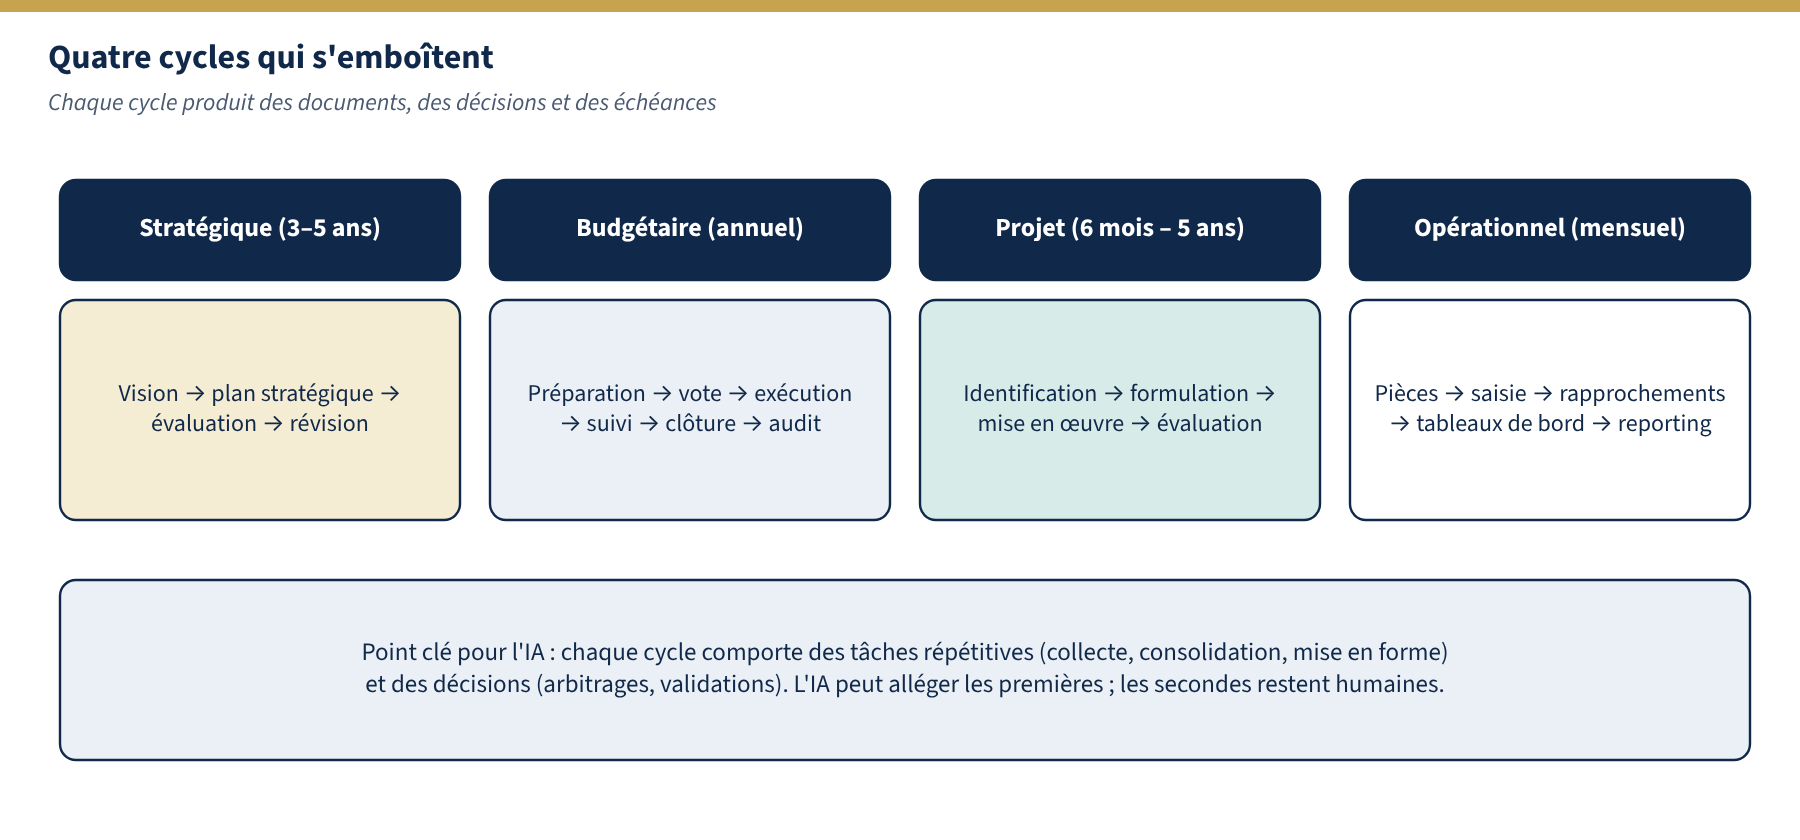 Quatre cycles qui s'emboîtent
Chaque cycle produit des documents, des décisions et des échéances
Stratégique (3–5 ans)
Budgétaire (annuel)
Projet (6 mois – 5 ans)
Opérationnel (mensuel)
Vision → plan stratégique →
évaluation → révision
Préparation → vote → exécution
→ suivi → clôture → audit
Identification → formulation →
mise en œuvre → évaluation
Pièces → saisie → rapprochements
→ tableaux de bord → reporting
Point clé pour l'IA : chaque cycle comporte des tâches répétitives (collecte, consolidation, mise en forme)
et des décisions (arbitrages, validations). L'IA peut alléger les premières ; les secondes restent humaines.